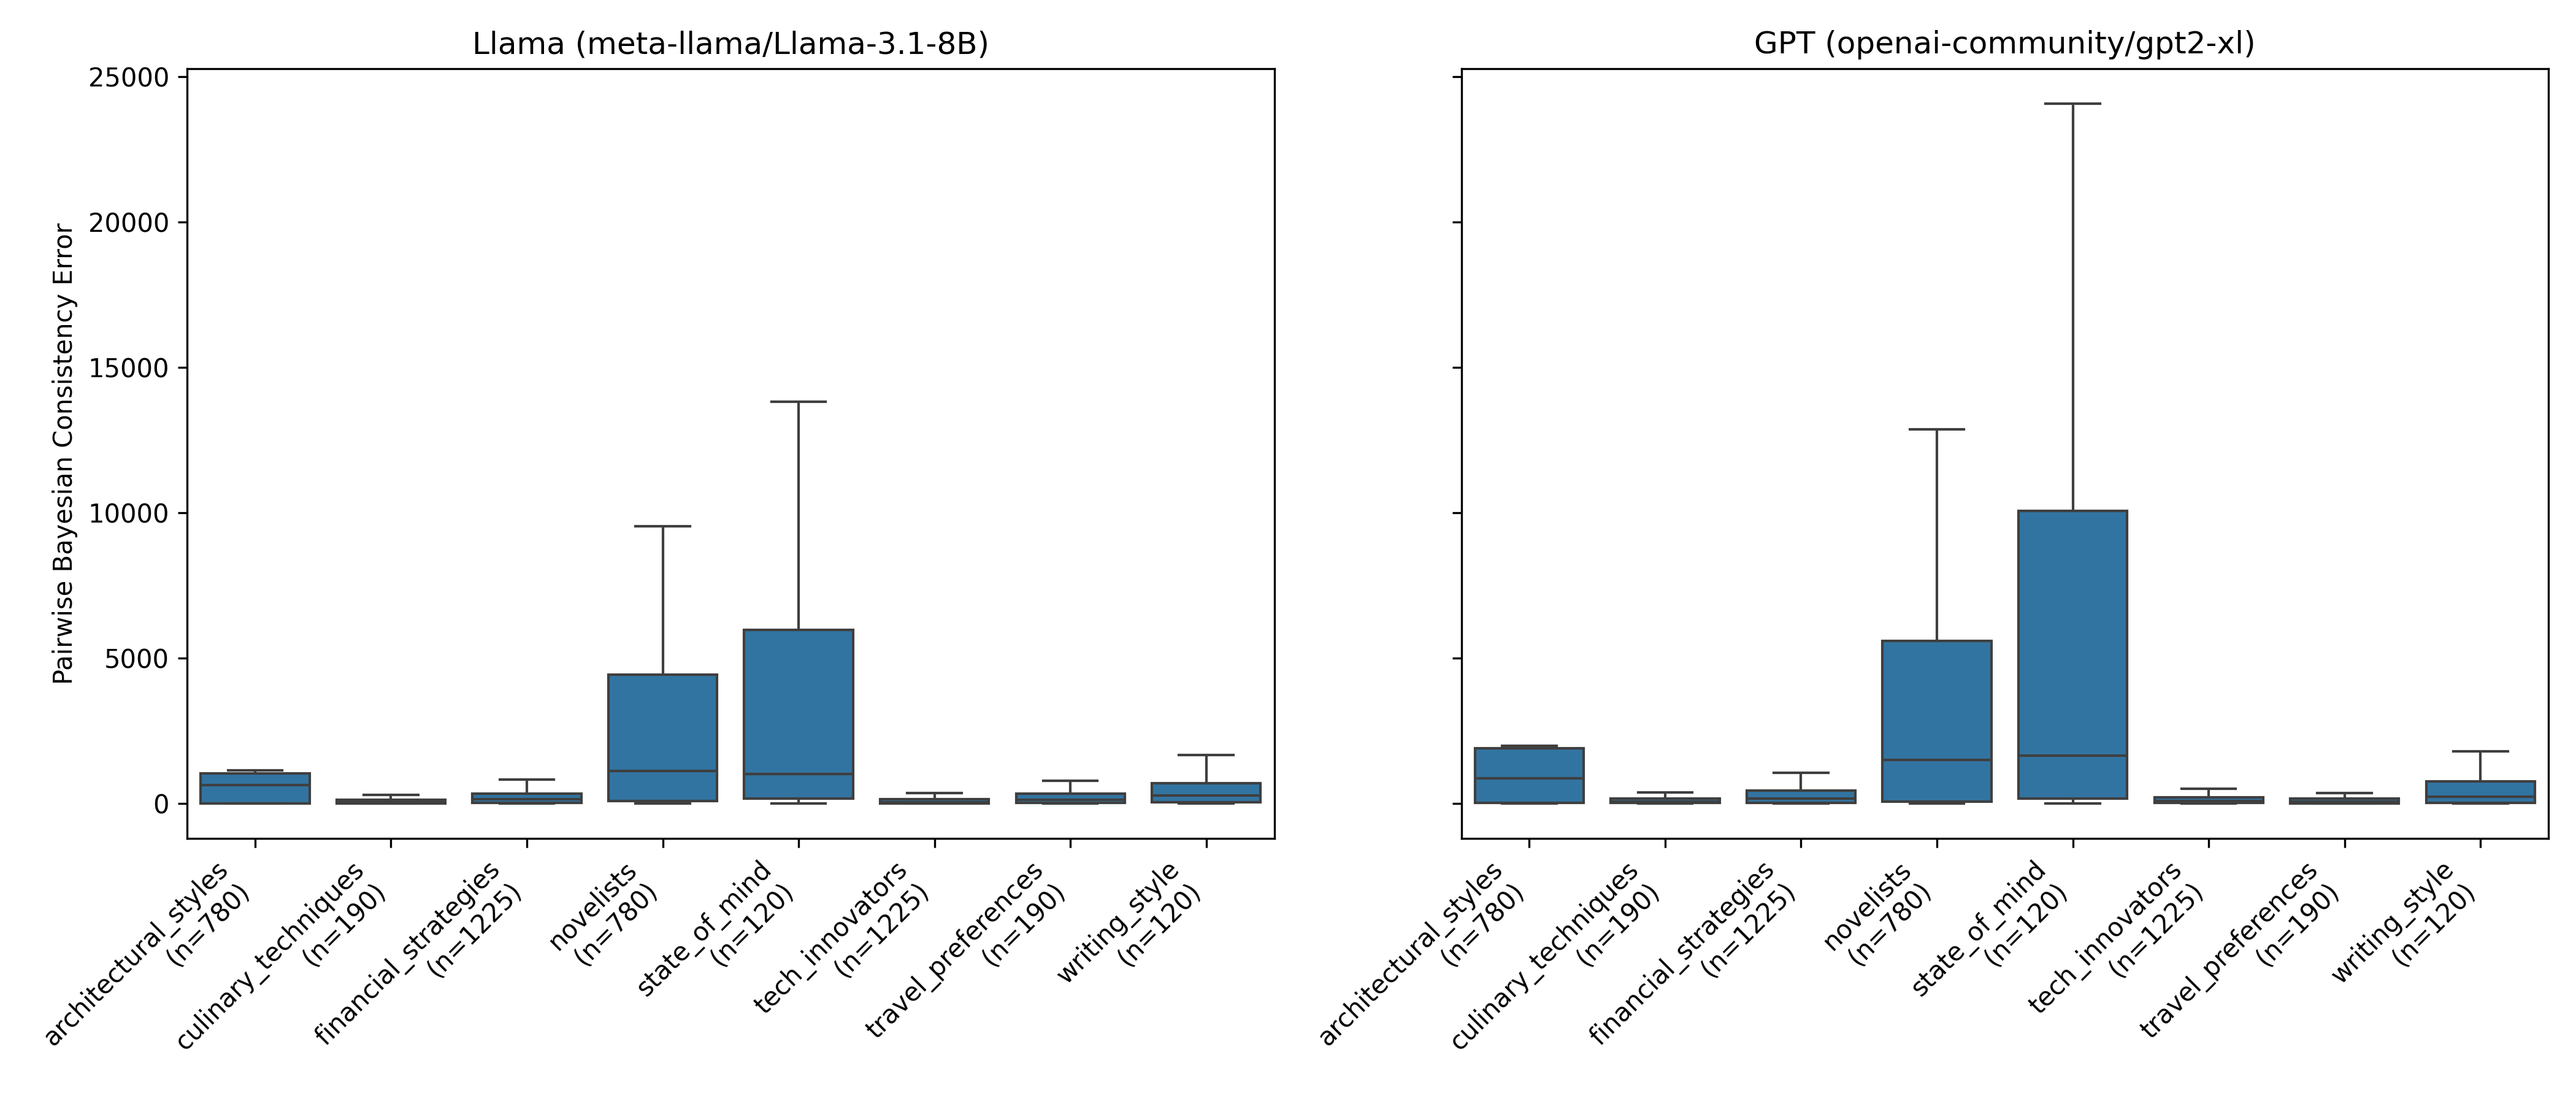 Llama (meta-llama/Llama-3.1-8B)
GPT (openai-community/gpt2-xl)
Pairwise Bayesian Consistency Error
25000
20000
15000
10000
5000
0
architectural_styles
(n=780)
culinary_techniques
(n=190)
financial_strategies
(n=1225)
novelists
(n=780)
state_of_mind
(n=120)
tech_innovators
(n=1225)
travel_preferences
(n=190)
writing_style
(n=120)
architectural_styles
(n=780)
culinary_techniques
(n=190)
financial_strategies
(n=1225)
novelists
(n=780)
state_of_mind
(n=120)
tech_innovators
(n=1225)
travel_preferences
(n=190)
writing_style
(n=120)